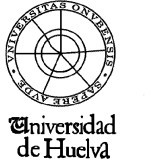 · VNIVERSITAS ONVBENSIS · SAPERE AVDE
Universidad
de Huelva